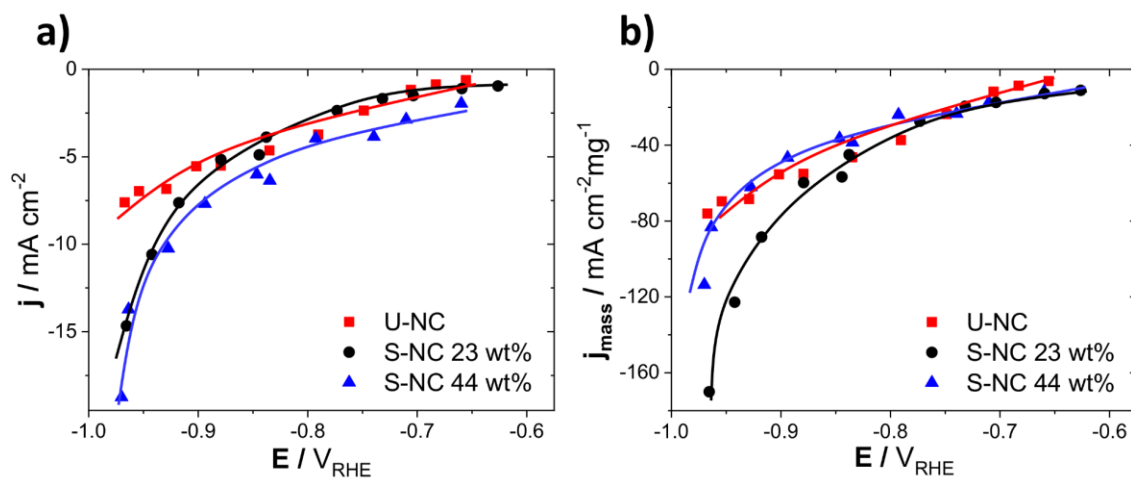 a)
j / mA cm-2
0
-5
-10
-15
-1.0 -0.9 -0.8 -0.7 -0.6
E / VRHE
U-NC
S-NC 23 wt%
S-NC 44 wt%
b)
jmass / mA cm-2mg-1
0
-40
-80
-120
-160
-180
-1.0 -0.9 -0.8 -0.7 -0.6
E / VRHE
U-NC
S-NC 23 wt%
S-NC 44 wt%